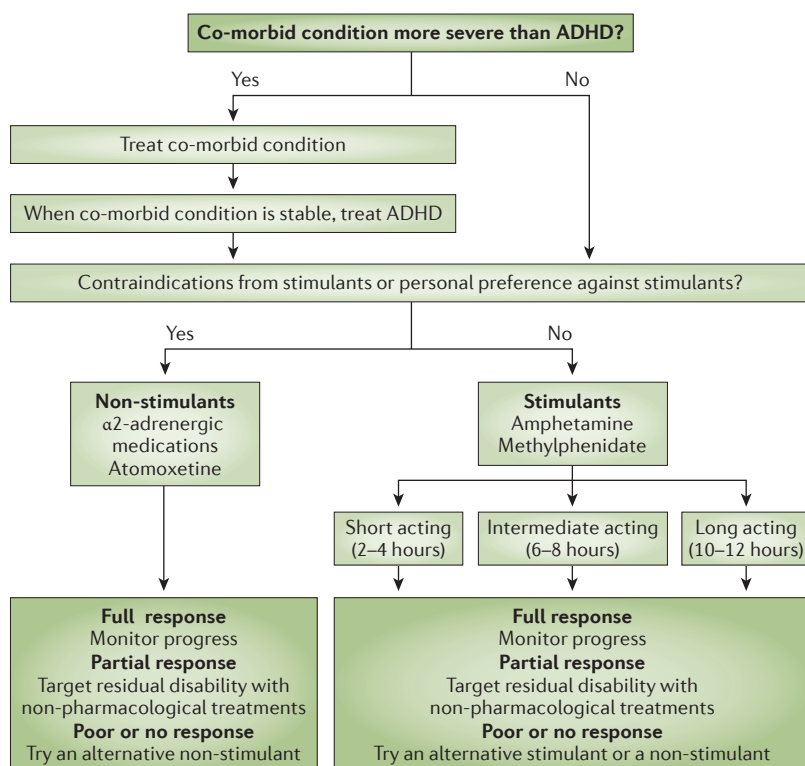 Co-morbid condition more severe than ADHD?
Yes
No
Treat co-morbid condition
When co-morbid condition is stable, treat ADHD
Contraindications from stimulants or personal preference against stimulants?
Yes
No
Non-stimulants
α2-adrenergic
medications
Atomoxetine
Stimulants
Amphetamine
Methylphenidate
Short acting
(2–4 hours)
Intermediate acting
(6–8 hours)
Long acting
(10–12 hours)
Full response
Monitor progress
Partial response
Target residual disability with
non-pharmacological treatments
Poor or no response
Try an alternative non-stimulant
Full response
Monitor progress
Partial response
Target residual disability with
non-pharmacological treatments
Poor or no response
Try an alternative stimulant or a non-stimulant